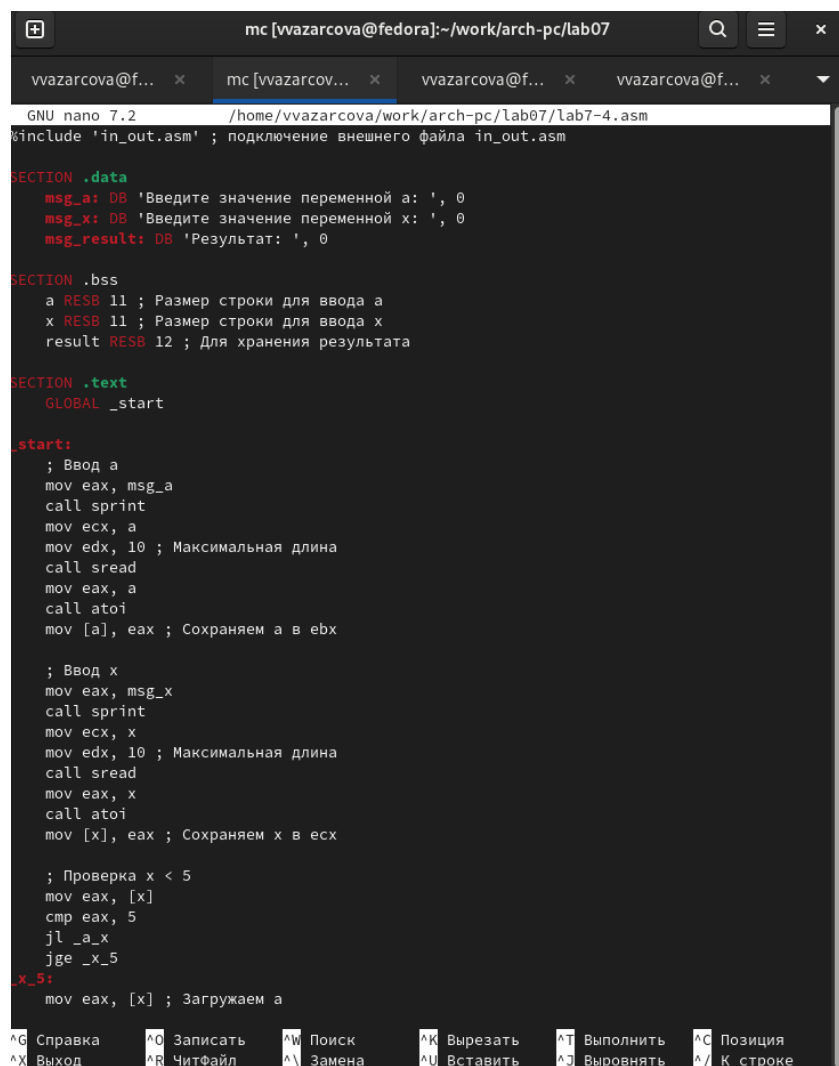 mc [vvazarcova@fedora]:~/work/arch-pc/lab07
vvazarcova@f... × mc [vvazarcov... × vvazarcova@f... × vvazarcova@f... ×
GNU nano 7.2 /home/vvazarcova/work/arch-pc/lab07/lab7-4.asm
%include 'in_out.asm' ; подключение внешнего файла in_out.asm
SECTION .data
msg_a: DB 'Введите значение переменной a: ', 0
msg_x: DB 'Введите значение переменной x: ', 0
msg_result: DB 'Результат: ', 0
SECTION .bss
a RESB 11 ; Размер строки для ввода a
x RESB 11 ; Размер строки для ввода x
result RESB 12 ; Для хранения результата
SECTION .text
GLOBAL _start
_start:
; Ввод a
mov eax, msg_a
call sprint
mov ecx, a
mov edx, 10 ; Максимальная длина
call sread
mov eax, a
call atoi
mov [a], eax ; Сохраняем a в ebx
; Ввод x
mov eax, msg_x
call sprint
mov ecx, x
mov edx, 10 ; Максимальная длина
call sread
mov eax, x
call atoi
mov [x], eax ; Сохраняем x в ecx
; Проверка x < 5
mov eax, [x]
cmp eax, 5
jl _a_x
jge _x_5
_x_5:
mov eax, [x] ; Загружаем a
^G Справка ^O Записать ^W Поиск ^K Вырезать ^T Выполнить ^C Позиция
^X Выход ^R ЧитФайл ^\ Замена ^U Вставить ^J Выровнять ^/ К строке